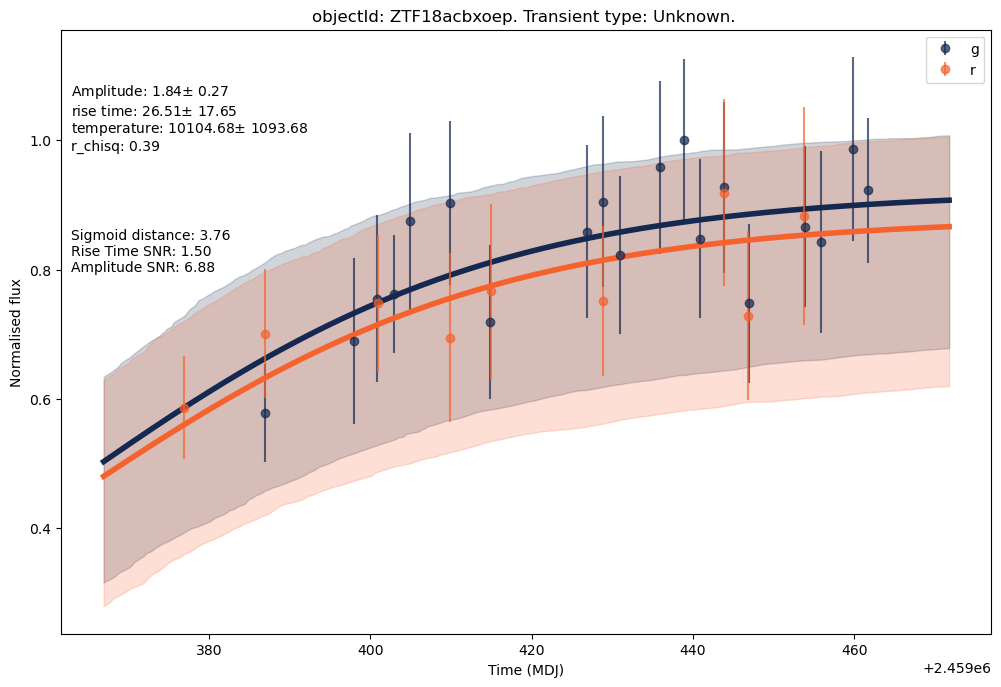 objectId: ZTF18acbxoep. Transient type: Unknown.
g
r
Amplitude: 1.84± 0.27
rise time: 26.51± 17.65
temperature: 10104.68± 1093.68
r_chisq: 0.39
Sigmoid distance: 3.76
Rise Time SNR: 1.50
Amplitude SNR: 6.88
Normalised flux
1.0
0.8
0.6
0.4
380
400
420
440
460
Time (MDJ)
+2.459e6